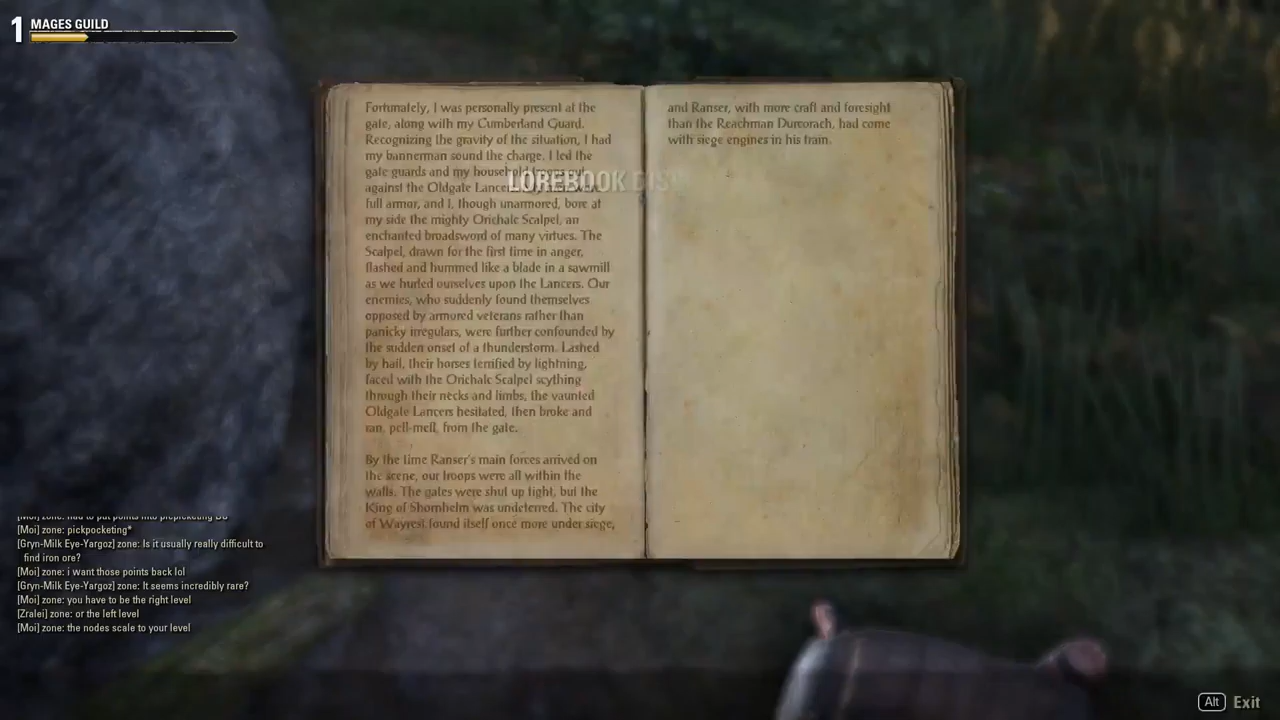 1 MAGES GUILD
Fortunately, I was personally present at the
gate, along with my Cumberland Guard.
Recognizing the gravity of the situation, I had
my bannerman sound the charge. I led the
gate guards and my household
against the Oldgate Lancers.
full armor, and I, though unarmored, bore at
my side the mighty Orichalc Scalpel, an
enchanted broadsword of many virtues. The
Scalpel, drawn for the first time in anger,
flashed and hummed like a blade in a sawmill
as we hurled ourselves upon the Lancers. Our
enemies, who suddenly found themselves
opposed by armored veterans rather than
panicky irregulars, were further confounded by
the sudden onset of a thunderstorm. Lashed
by hail, their horses terrified by lightning,
faced with the Orichalc Scalpel scything
through their necks and limbs, the vaunted
Oldgate Lancers hesitated, then broke and
ran, pell-mell, from the gate.
By the time Ranser's main forces arrived on
the scene, our troops were all within the
walls. The gates were shut up tight, but the
King of Shornhelm was undeterred. The city
of Wayrest found itself once more under siege,
and Ranser, with more craft and foresight
than the Reachman Durcorach, had come
with siege engines in his train.
LOREBOOK DIS
[Moi] zone: had to put points into
[Moi] zone: pickpocketing*
[Gryn-Milk Eye-Yargoz] zone: Is it usually really difficult to
find iron ore?
[Moi] zone: i want those points back lol
[Gryn-Milk Eye-Yargoz] zone: It seems incredibly rare?
[Moi] zone: you have to be the right level
[Zralei] zone: or the left level
[Moi] zone: the nodes scale to your level
Alt Exit